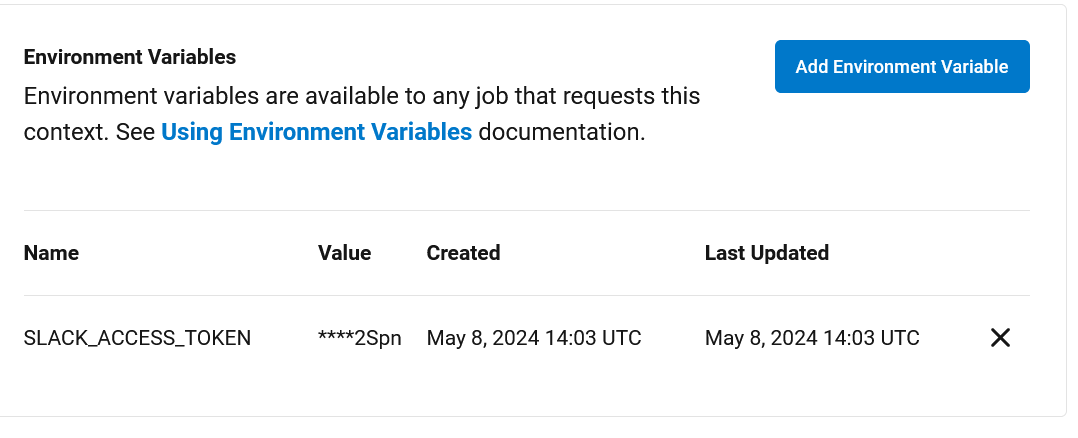 Environment Variables
Add Environment Variable
Environment variables are available to any job that requests this
context. See Using Environment Variables documentation.
Name Value Created Last Updated
SLACK_ACCESS_TOKEN ****2Spn May 8, 2024 14:03 UTC May 8, 2024 14:03 UTC